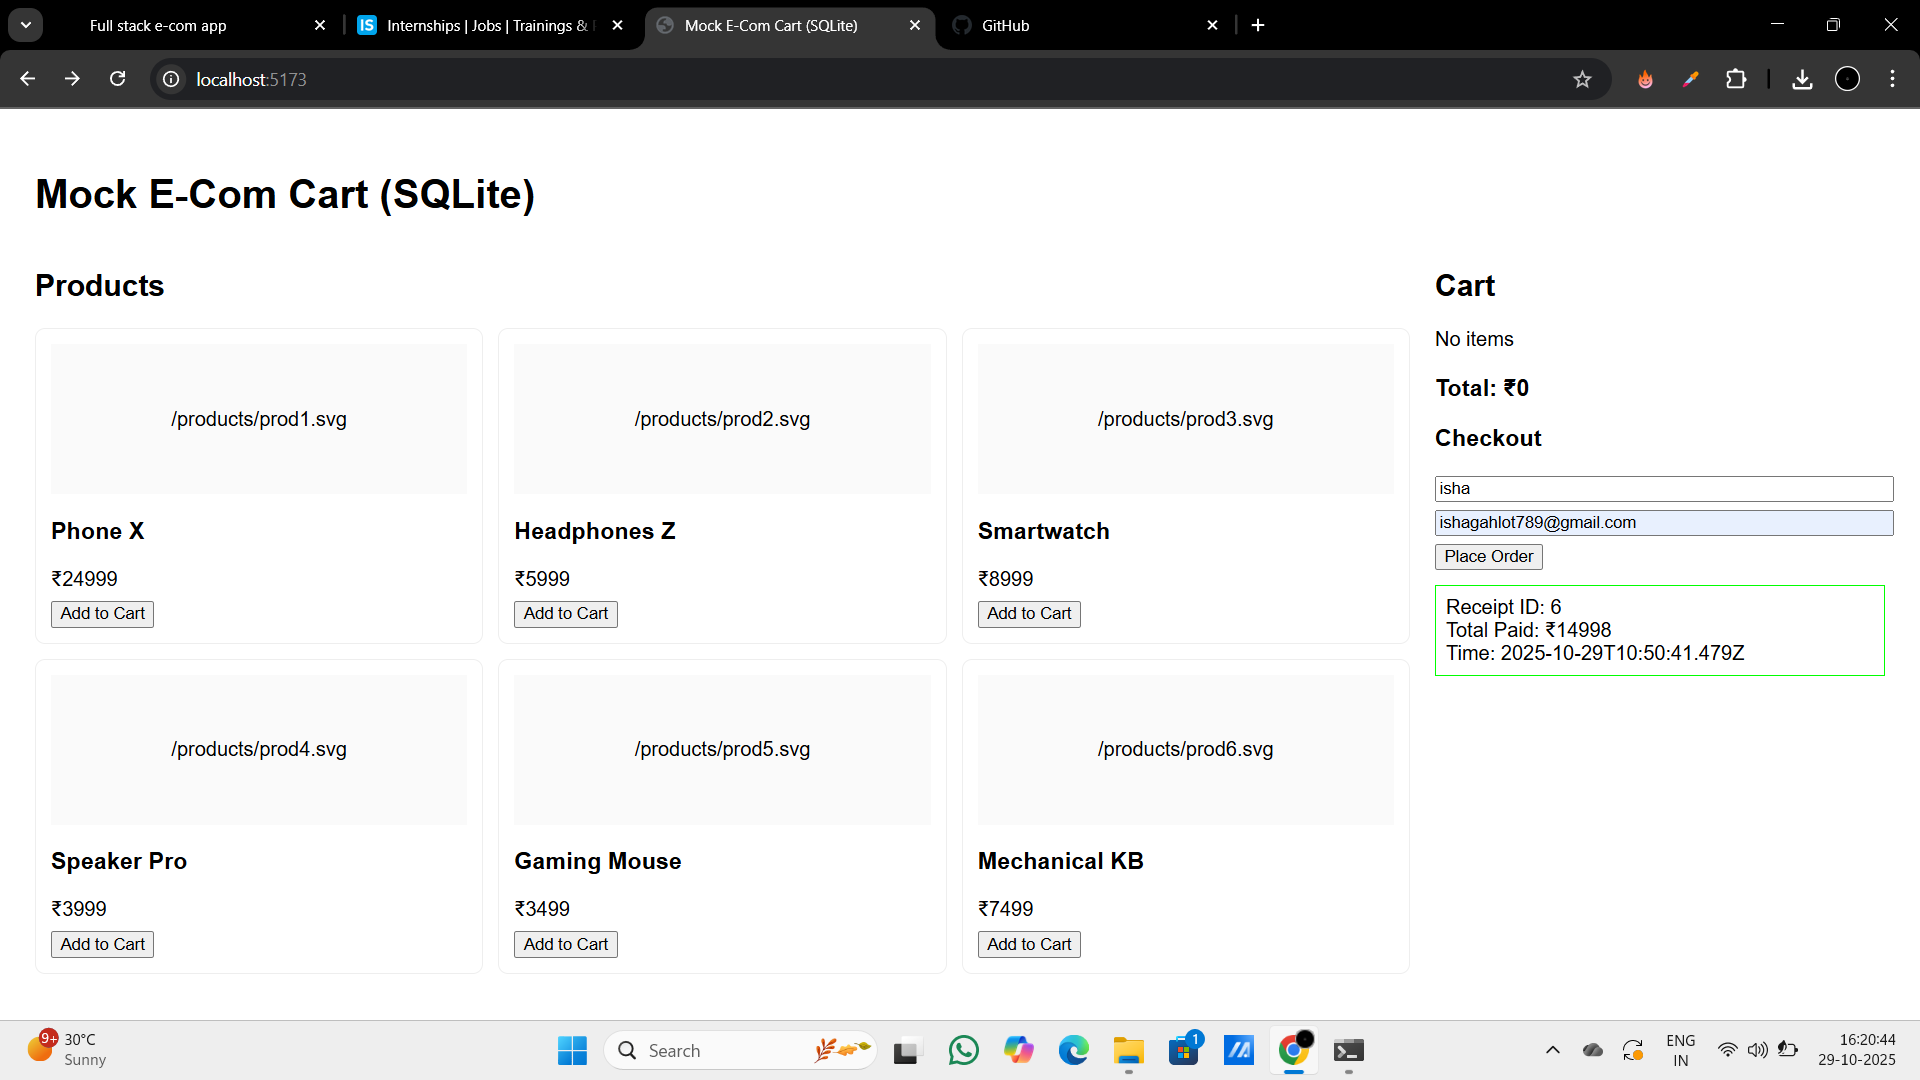 Full stack e-com app
IS Internships | Jobs | Trainings &
Mock E-Com Cart (SQLite)
GitHub
localhost:5173
Mock E-Com Cart (SQLite)
Products
/products/prod1.svg
Phone X
₹24999
Add to Cart
/products/prod2.svg
Headphones Z
₹5999
Add to Cart
/products/prod3.svg
Smartwatch
₹8999
Add to Cart
/products/prod4.svg
Speaker Pro
₹3999
Add to Cart
/products/prod5.svg
Gaming Mouse
₹3499
Add to Cart
/products/prod6.svg
Mechanical KB
₹7499
Add to Cart
Cart
No items
Total: ₹0
Checkout
isha
ishagahlot789@gmail.com
Place Order
Receipt ID: 6
Total Paid: ₹14998
Time: 2025-10-29T10:50:41.479Z
9+
30°C
Sunny
Search
1
ENG
IN
16:20:44
29-10-2025